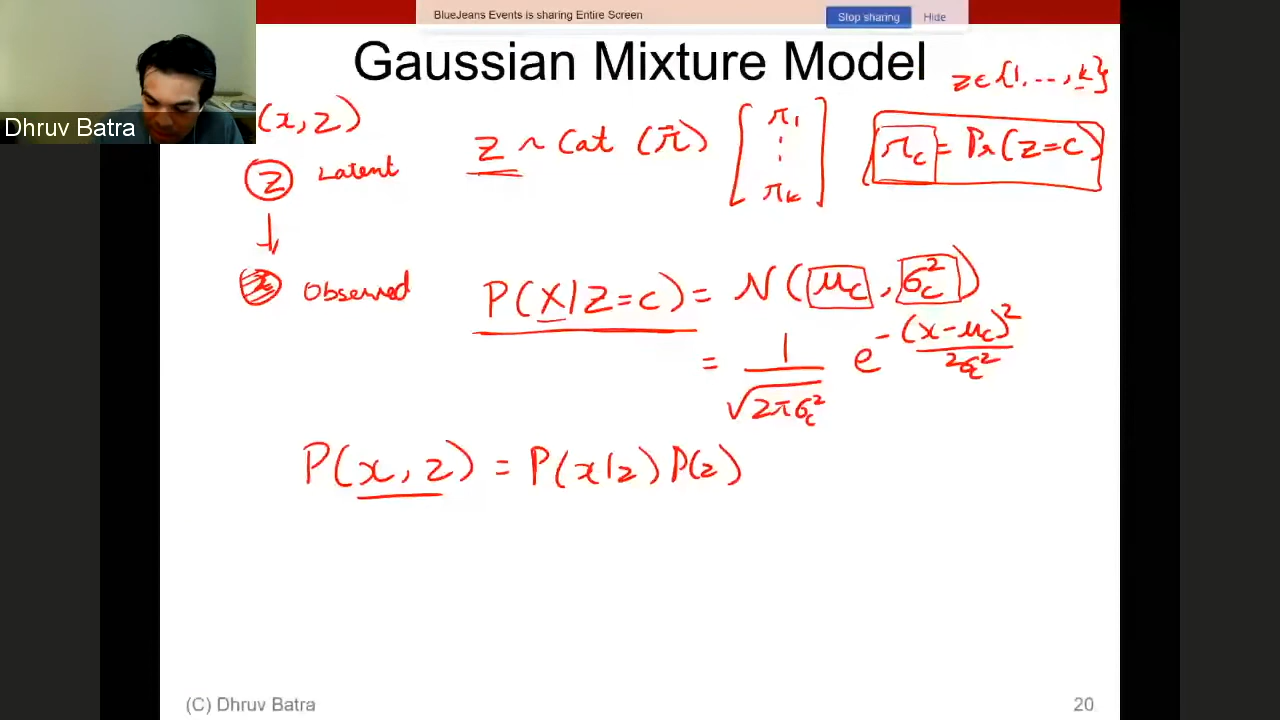 BlueJeans Events is sharing Entire Screen
Stop sharing Hide
Gaussian Mixture Model
Dhruv Batra
z ∈ {1, ..., k}
(x, z)
z ~ Cat (π̄) [π₁ ⋮ πₖ]
π_c = Pr(z=c)
z Latent
x Observed
P(X|Z=c) = N(μ_c, σ_c²)
= 1/√(2πσ_c²) e^(-(x-μ_c)²/2σ_c²)
P(x, z) = P(x|z) P(z)
(C) Dhruv Batra
20